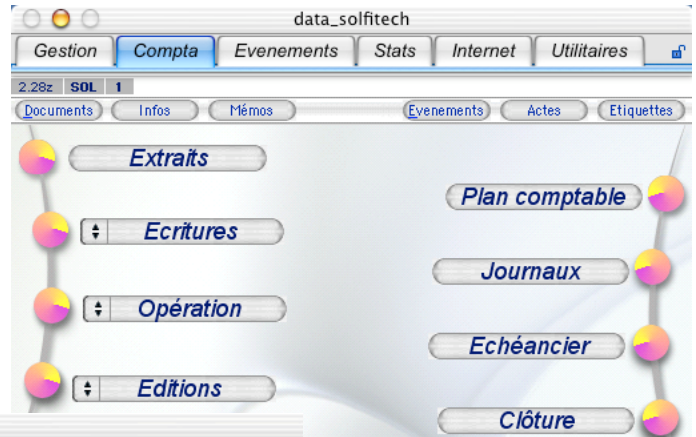 data_solfitech
Gestion Compta Evenements Stats Internet Utilitaires
2.28z SOL 1
Documents Infos Mémos Evenements Actes Etiquettes
Extraits
Plan comptable
Ecritures
Journaux
Opération
Echéancier
Editions
Clôture